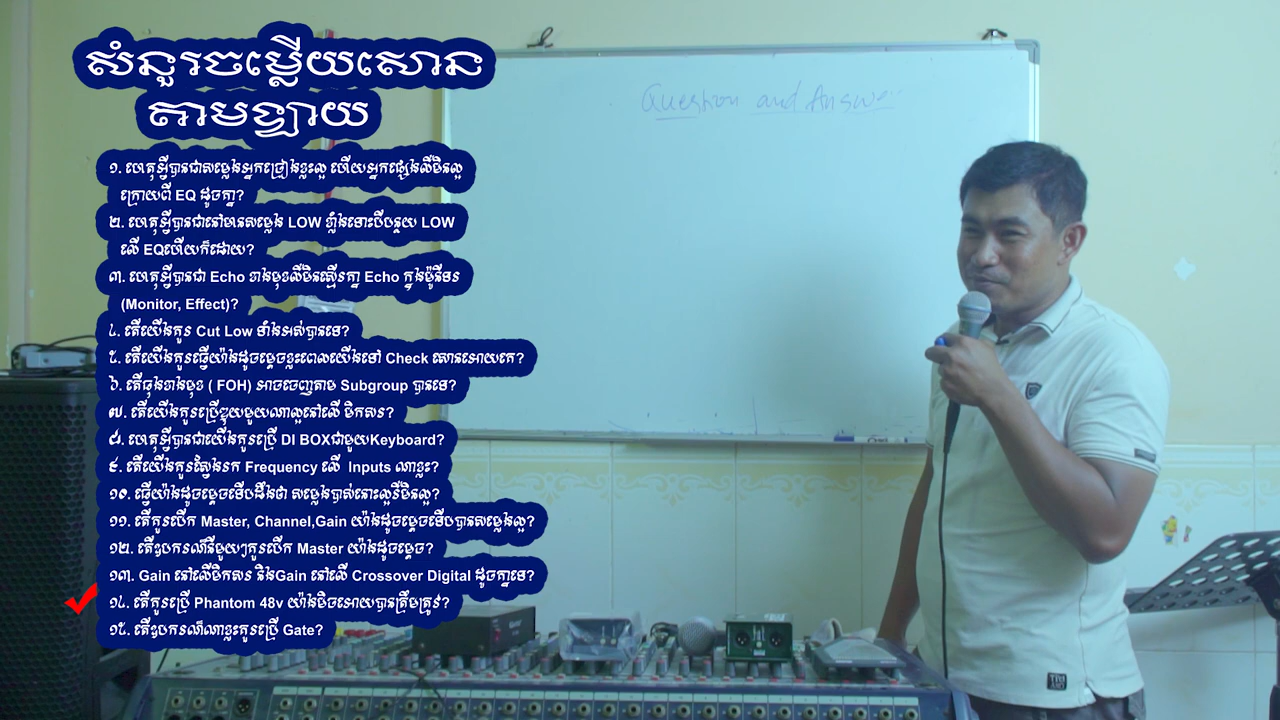 សំនួរចម្លើយសោន
តាមឡាយ
Question and Answe
១. ហេតុអ្វីបានជាសម្លេងអ្នកច្រៀងខ្លះល្អ ហើយអ្នកផ្សេងលឺមិនល្អ
ក្រោយពី EQ ដូចគ្នា?
២. ហេតុអ្វីបានជានៅមានសម្លេង LOW ខ្លាំងទោះបីបន្ថយ LOW
លើ EQហើយក៏ដោយ?
៣. ហេតុអ្វីបានជា Echo ខាងមុខលឺមិនស្មើរគ្នា Echo ក្នុងម៉ូនីទរ
(Monitor, Effect)?
៤. តើយើងគួរ Cut Low ទាំងអស់បានទេ?
៥. តើយើងគួរធ្វើយ៉ាងដូចម្តេចខ្លះពេលយើងទៅ Check សោនអោយគេ?
៦. តើធុងខាងមុខ ( FOH) អាចចេញតាម Subgroup បានទេ?
៧. តើយើងគួរប្រើឌុយមួយណាល្អនៅលើ មិកសរ?
៨. ហេតុអ្វីបានជាយើងគួរប្រើ DI BOXជាមួយKeyboard?
៩. តើយើងគួរស្វែងរក Frequency លើ Inputs ណាខ្លះ?
១០. ធ្វើយ៉ាងដូចម្តេចទើបដឹងថា សម្លេងបាស់នោះល្អរឺមិនល្អ?
១១. តើគួរបើក Master, Channel,Gain យ៉ាងដូចម្តេចទើបបានសម្លេងល្អ?
១២. តើឧបករណ៍នីមួយៗគួរបើក Master យ៉ាងដូចម្តេច?
១៣. Gain នៅលើមិកសរ និងGain នៅលើ Crossover Digital ដូចគ្នាទេ?
១៤. តើគួរប្រើ Phantom 48v យ៉ាងមិចអោយបានត្រឹមត្រូវ?
១៥. តើឧបករណ៍ណាខ្លះគួរប្រើ Gate?